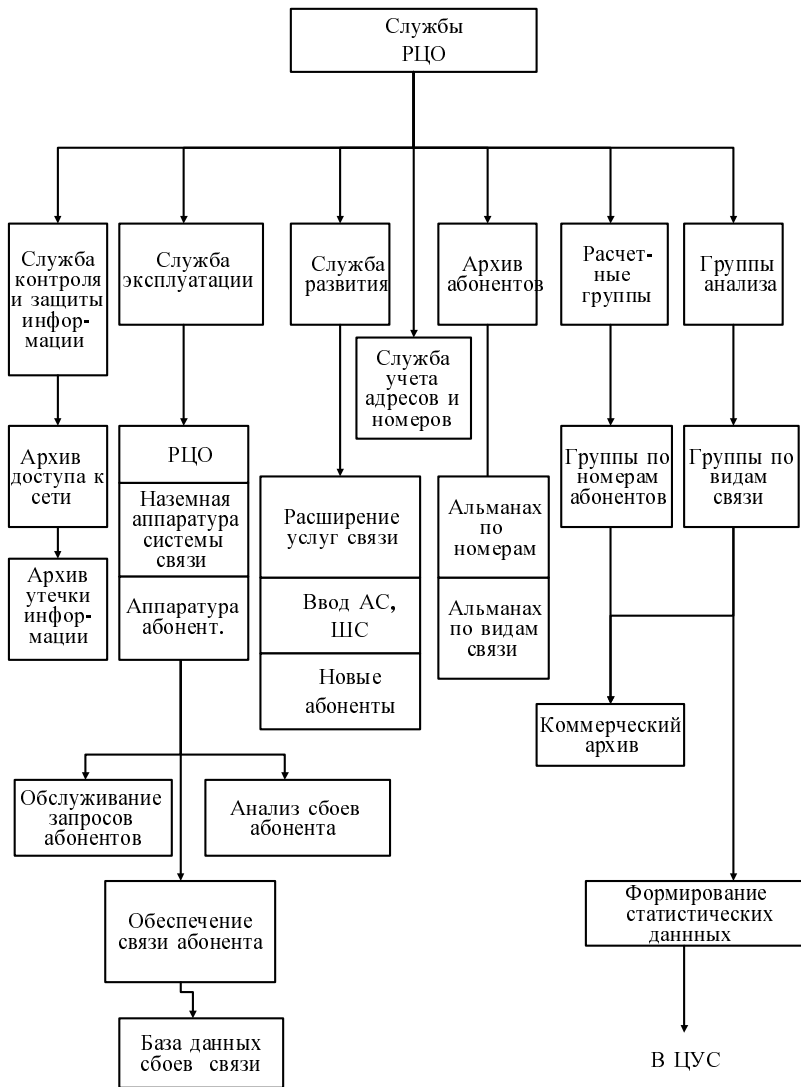 Службы
РЦО
Служба
контроля
и защиты
инфор-
мации
Служба
эксплуатации
Служба
развития
Архив
абонентов
Расчет-
ные
группы
Группы
анализа
Служба
учета
адресов и
номеров
Архив
доступа к
сети
Архив
утечки
инфор-
мации
РЦО
Наземная
аппаратура
системы
связи
Аппаратура
абонент.
Расширение
услуг связи
Ввод АС,
ШС
Новые
абоненты
Альманах
по
номерам
Альманах
по видам
связи
Группы по
номерам
абонентов
Группы по
видам
связи
Коммерческий
архив
Обслуживание
запросов
абонентов
Анализ сбоев
абонента
Обеспечение
связи абонента
База данных
сбоев связи
Формирование
статистических
даннных
В ЦУС